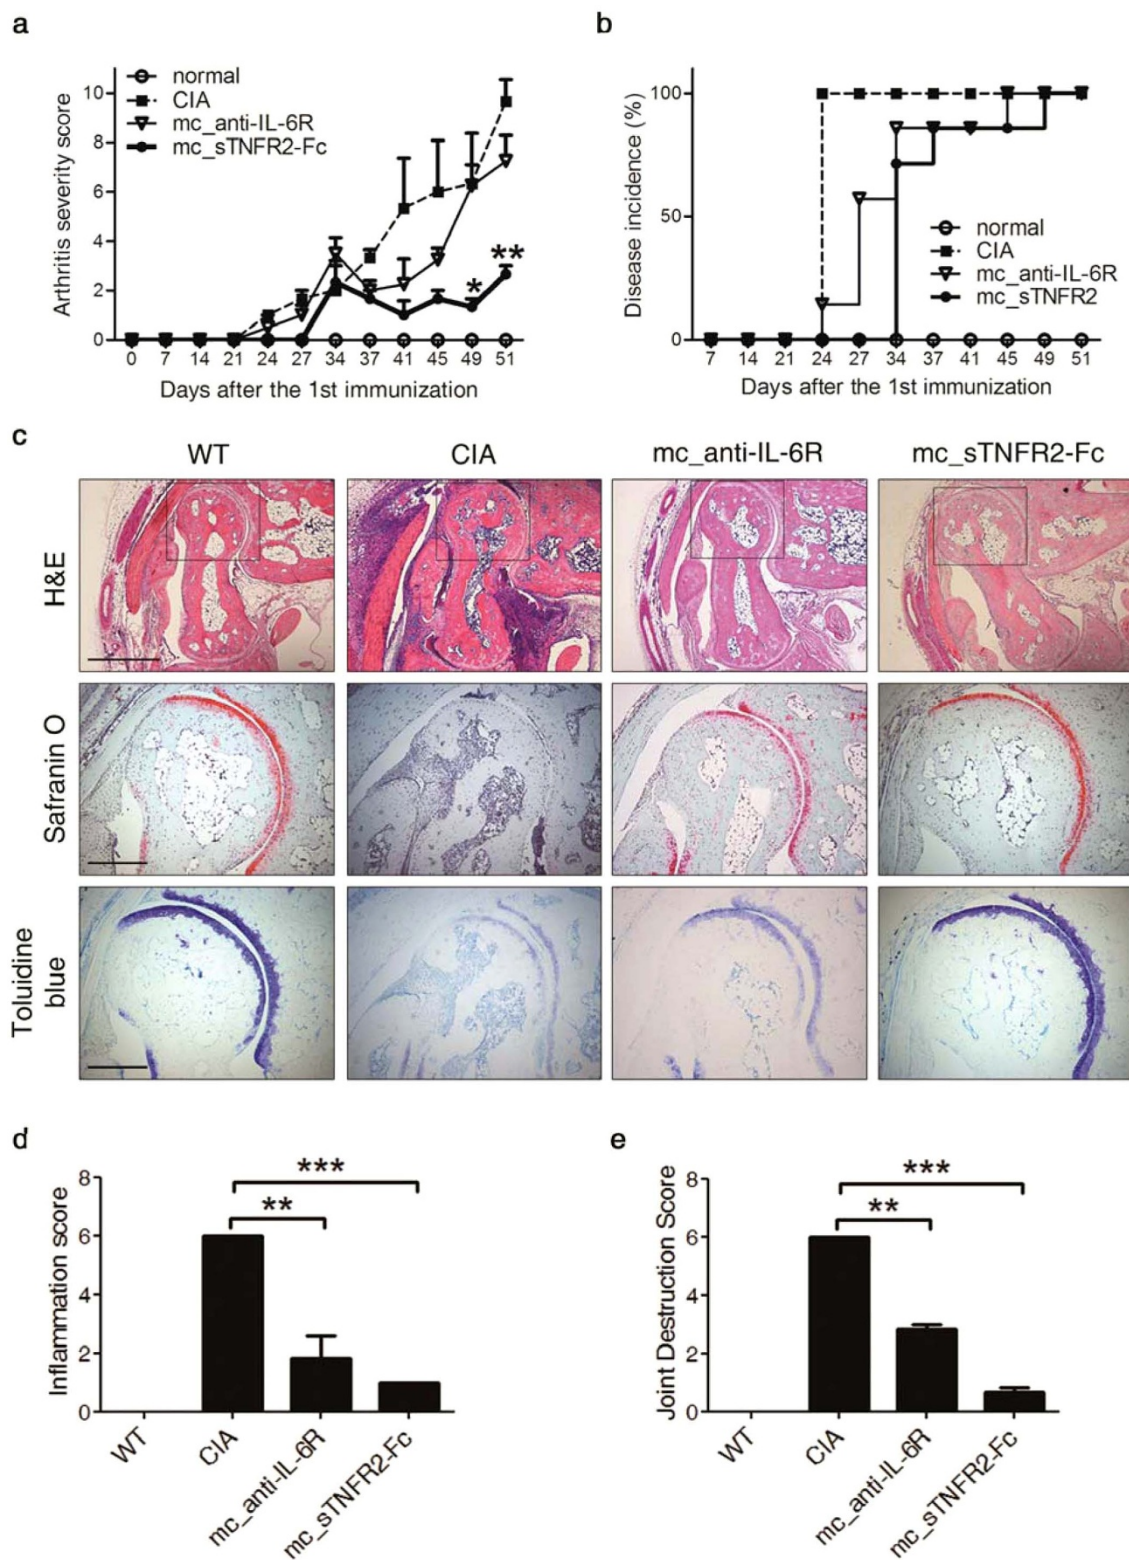 a
normal
CIA
mc_anti-IL-6R
mc_sTNFR2-Fc
Arthritis severity score
10
8
6
4
2
0
*
**
0 7 14 21 24 27 34 37 41 45 49 51
Days after the 1st immunization
b
Disease incidence (%)
100
50
0
normal
CIA
mc_anti-IL-6R
mc_sTNFR2
7 14 21 24 27 34 37 41 45 49 51
Days after the 1st immunization
c
WT CIA mc_anti-IL-6R mc_sTNFR2-Fc
H&E
Safranin O
Toluidine
blue
d
Inflammation score
8
6
4
2
0
***
**
WT
CIA
mc_anti-IL-6R
mc_sTNFR2-Fc
e
Joint Destruction Score
8
6
4
2
0
***
**
WT
CIA
mc_anti-IL-6R
mc_sTNFR2-Fc